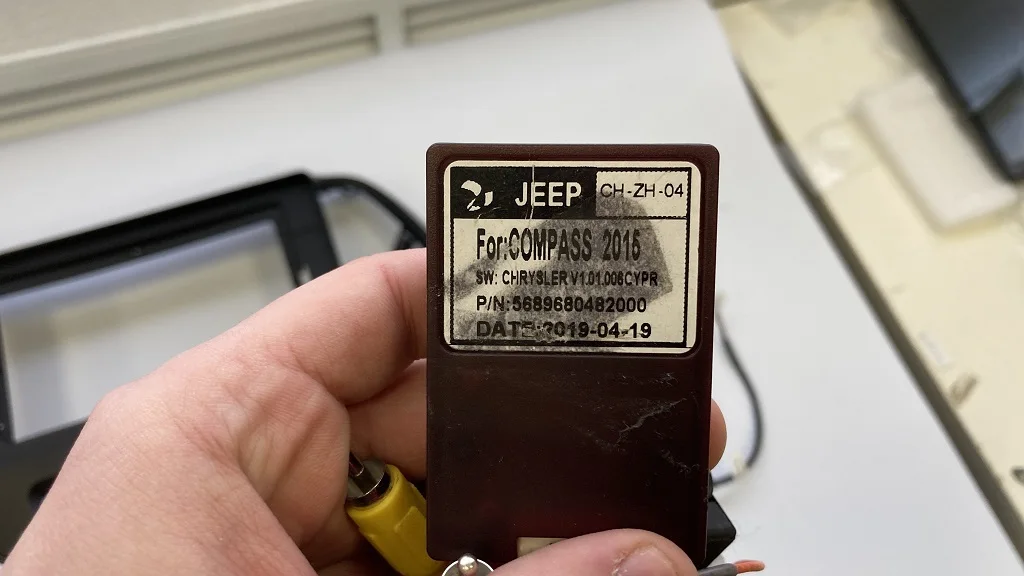 JEEP CH-ZH-04
For:COMPASS 2015
SW: CHRYSLER V1.01.006CYPR
P/N:5689680482000
DATE:2019-04-19